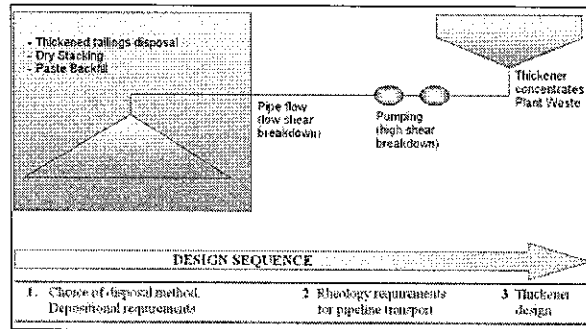 - Thickened tailings disposal
- Dry Stacking
- Paste Backfill
Pipe flow
(low shear
breakdown)
Pumping
(high shear
breakdown)
Thickener
concentrates
Plant Waste
DESIGN SEQUENCE
1. Choice of disposal method.
Depositional requirements
2 Rheology requirements
for pipeline transport
3 Thickener
design